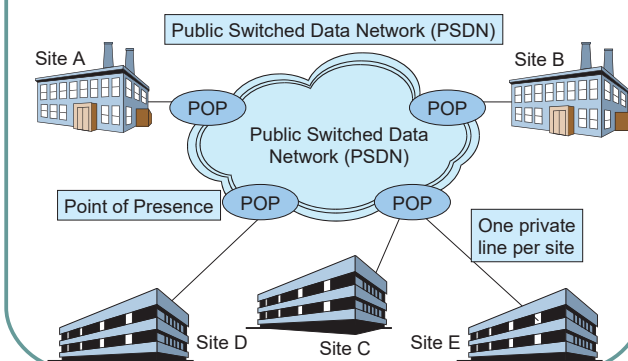 Public Switched Data Network (PSDN)
Site A
Site B
POP
POP
Public Switched Data
Network (PSDN)
Point of Presence
POP
POP
One private
line per site
Site D
Site C
Site E